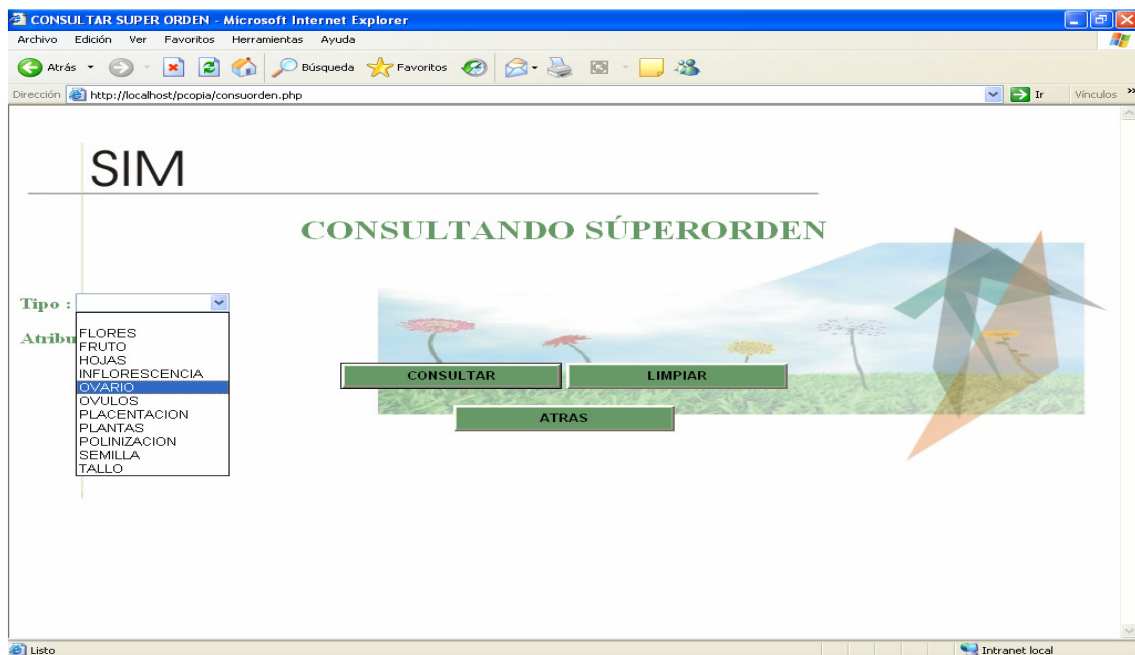 CONSULTAR SUPER ORDEN - Microsoft Internet Explorer
Archivo Edición Ver Favoritos Herramientas Ayuda
Atrás Búsqueda Favoritos
Dirección http://localhost/pcopia/consuorden.php Ir Vínculos »
SIM
CONSULTANDO SÚPERORDEN
Tipo :
Atribu
FLORES
FRUTO
HOJAS
INFLORESCENCIA
OVARIO
OVULOS
PLACENTACION
PLANTAS
POLINIZACION
SEMILLA
TALLO
CONSULTAR LIMPIAR
ATRAS
Listo Intranet local